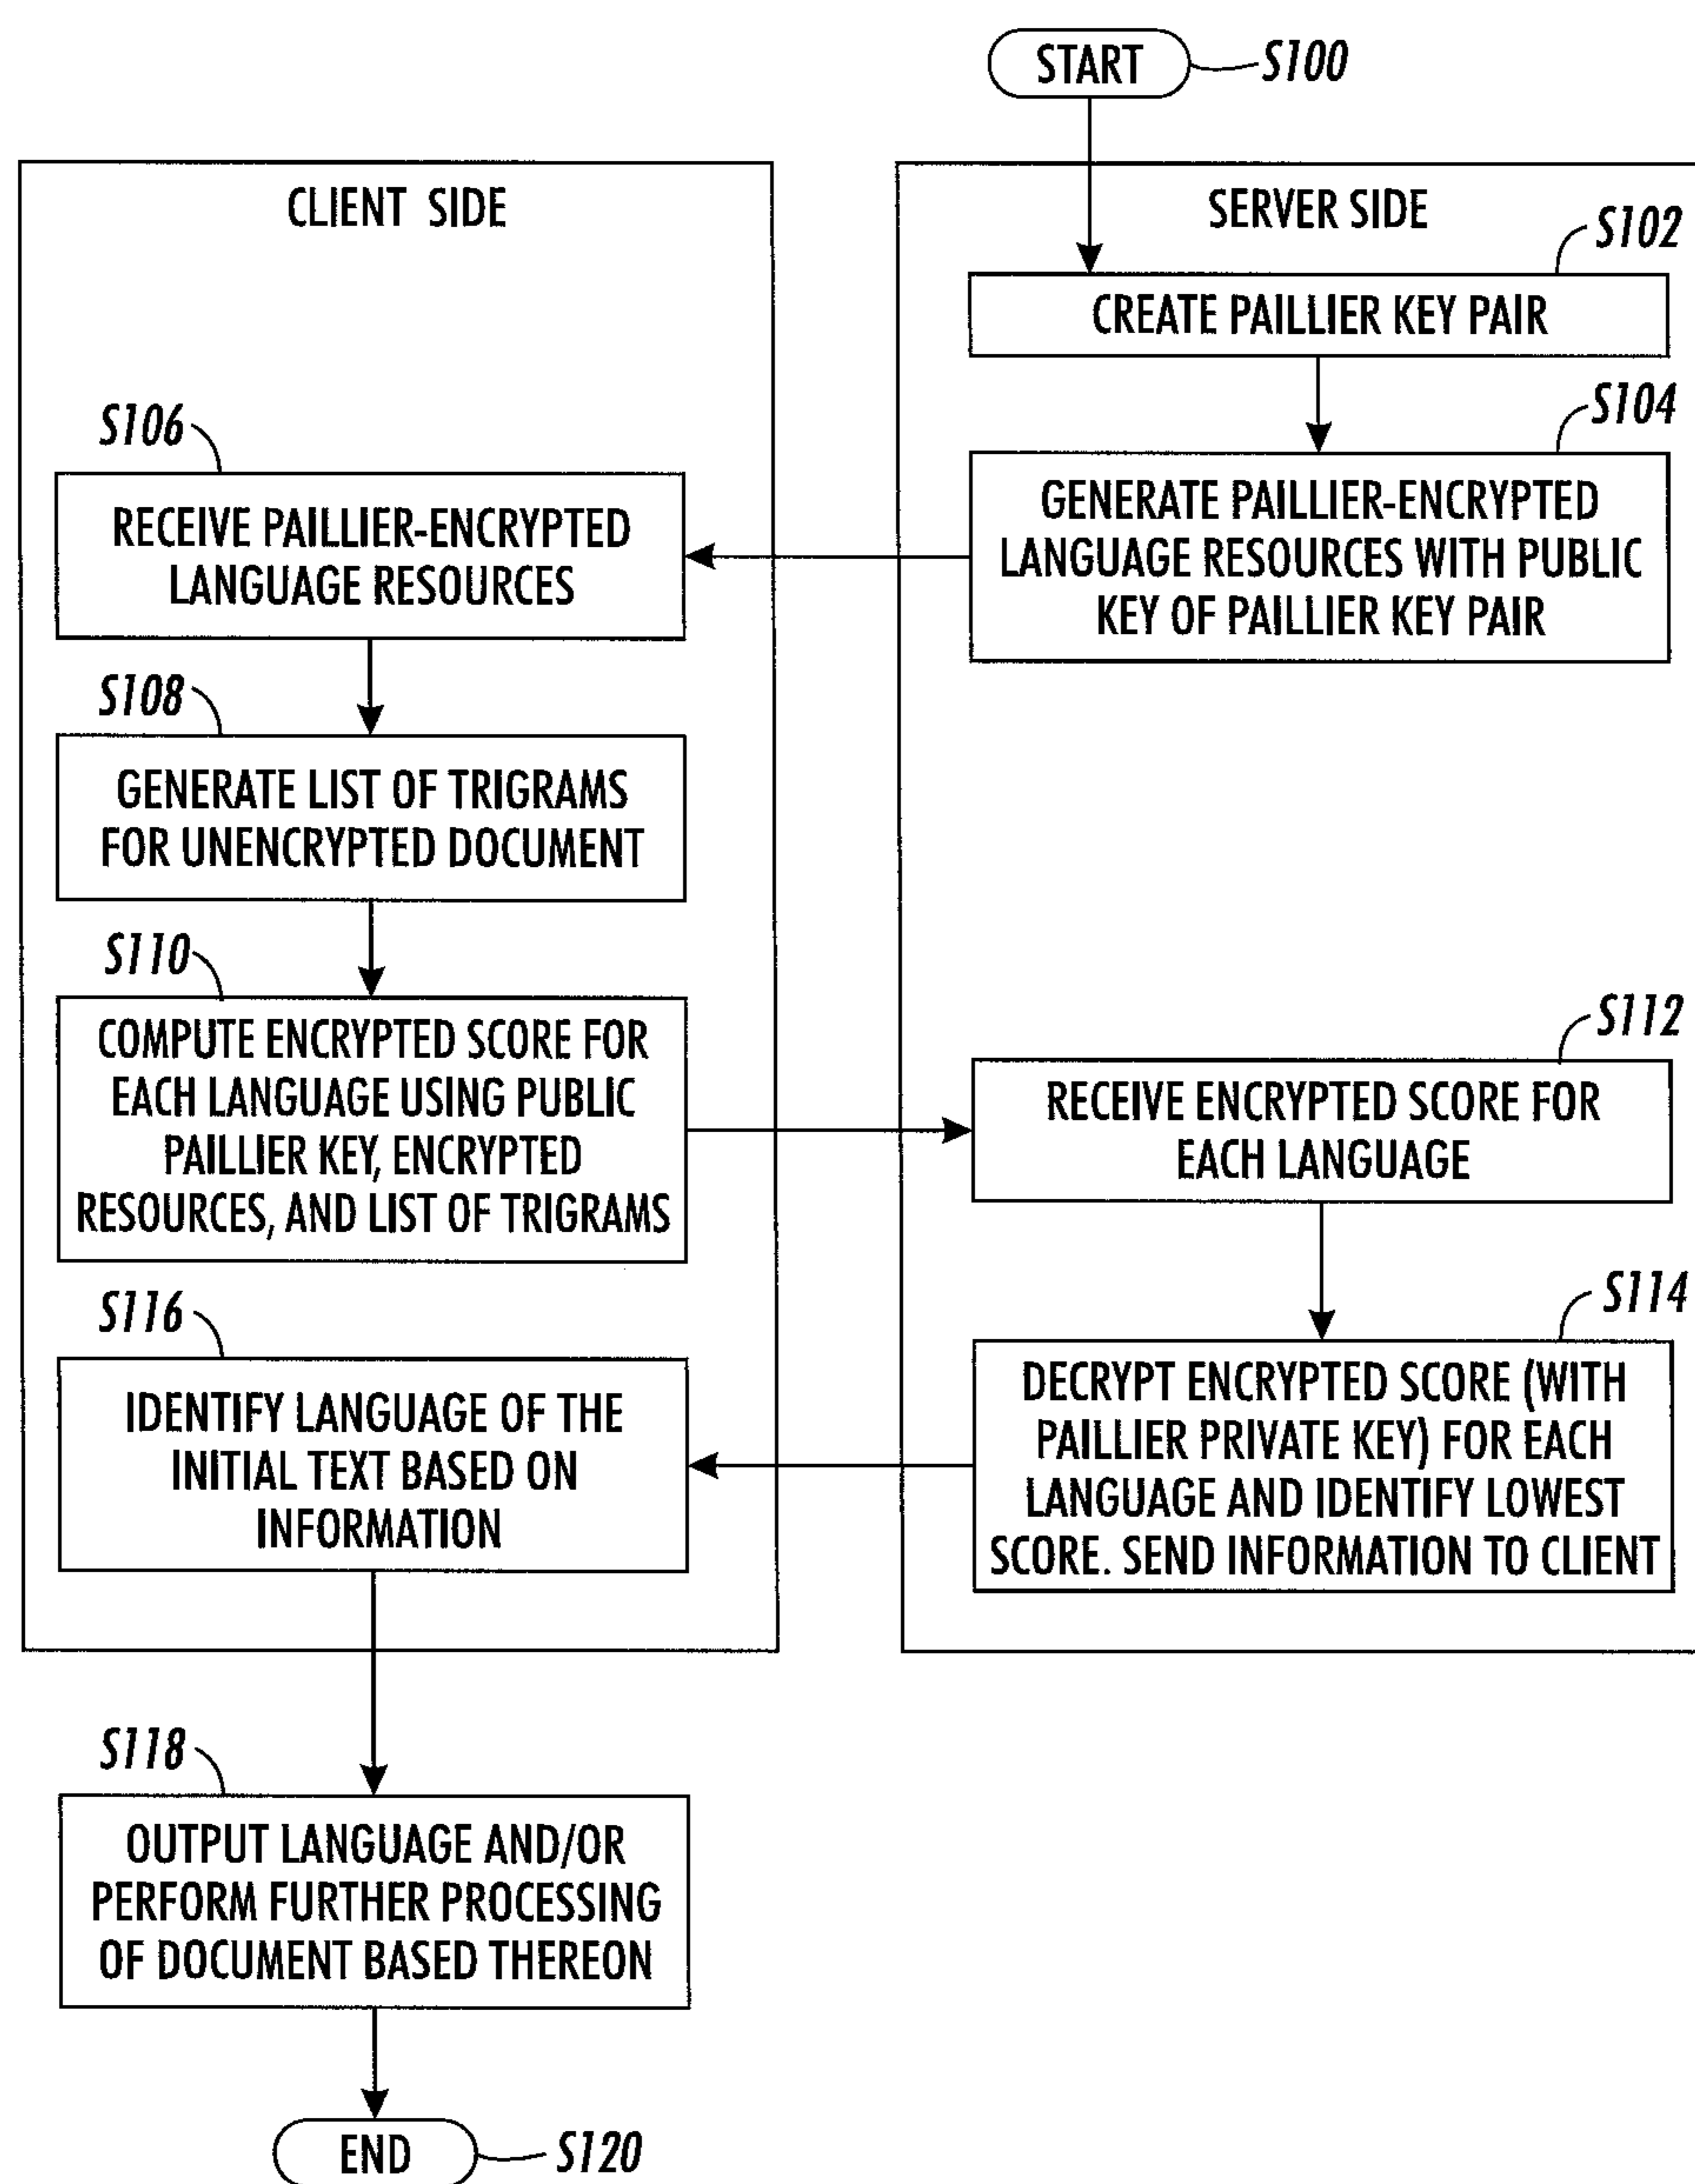 START
S100
CLIENT SIDE
SERVER SIDE
S102
CREATE PAILLIER KEY PAIR
S104
GENERATE PAILLIER-ENCRYPTED
LANGUAGE RESOURCES WITH PUBLIC
KEY OF PAILLIER KEY PAIR
S106
RECEIVE PAILLIER-ENCRYPTED
LANGUAGE RESOURCES
S108
GENERATE LIST OF TRIGRAMS
FOR UNENCRYPTED DOCUMENT
S110
COMPUTE ENCRYPTED SCORE FOR
EACH LANGUAGE USING PUBLIC
PAILLIER KEY, ENCRYPTED
RESOURCES, AND LIST OF TRIGRAMS
S112
RECEIVE ENCRYPTED SCORE FOR
EACH LANGUAGE
S114
DECRYPT ENCRYPTED SCORE (WITH
PAILLIER PRIVATE KEY) FOR EACH
LANGUAGE AND IDENTIFY LOWEST
SCORE. SEND INFORMATION TO CLIENT
S116
IDENTIFY LANGUAGE OF THE
INITIAL TEXT BASED ON
INFORMATION
S118
OUTPUT LANGUAGE AND/OR
PERFORM FURTHER PROCESSING
OF DOCUMENT BASED THEREON
END
S120